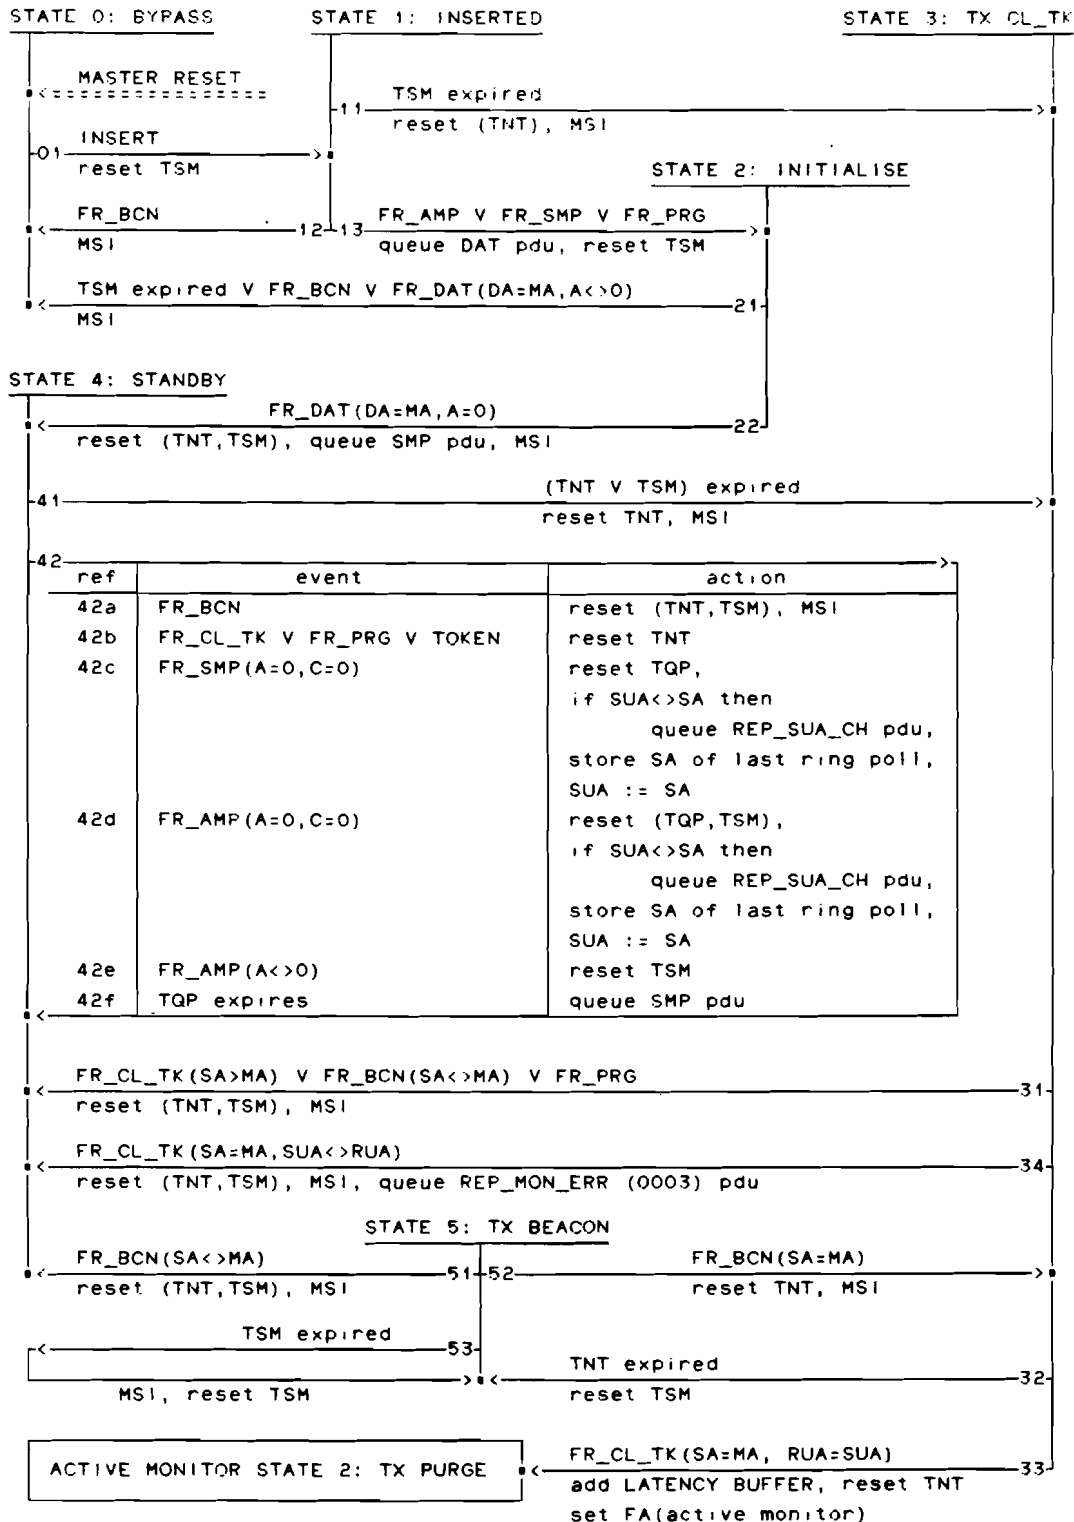 STATE 0: BYPASS STATE 1: INSERTED STATE 3: TX CL_TK
MASTER RESET
TSM expired
11
reset (TNT), MSI
INSERT
01
reset TSM
STATE 2: INITIALISE
FR_BCN FR_AMP V FR_SMP V FR_PRG
12 13
MSI queue DAT pdu, reset TSM
TSM expired V FR_BCN V FR_DAT(DA=MA,A<>0)
21
MSI
STATE 4: STANDBY
FR_DAT(DA=MA,A=0)
22
reset (TNT,TSM), queue SMP pdu, MSI
(TNT V TSM) expired
41
reset TNT, MSI
42
ref event action
42a FR_BCN reset (TNT,TSM), MSI
42b FR_CL_TK V FR_PRG V TOKEN reset TNT
42c FR_SMP(A=0,C=0) reset TQP,
if SUA<>SA then
queue REP_SUA_CH pdu,
store SA of last ring poll,
SUA := SA
42d FR_AMP(A=0,C=0) reset (TQP,TSM),
if SUA<>SA then
queue REP_SUA_CH pdu,
store SA of last ring poll,
SUA := SA
42e FR_AMP(A<>0) reset TSM
42f TQP expires queue SMP pdu
FR_CL_TK(SA>MA) V FR_BCN(SA<>MA) V FR_PRG
31
reset (TNT,TSM), MSI
FR_CL_TK(SA=MA,SUA<>RUA)
34
reset (TNT,TSM), MSI, queue REP_MON_ERR (0003) pdu
STATE 5: TX BEACON
FR_BCN(SA<>MA) FR_BCN(SA=MA)
51 52
reset (TNT,TSM), MSI reset TNT, MSI
TSM expired
53
TNT expired
32
MSI, reset TSM reset TSM
FR_CL_TK(SA=MA, RUA=SUA)
ACTIVE MONITOR STATE 2: TX PURGE 33
add LATENCY BUFFER, reset TNT
set FA(active monitor)